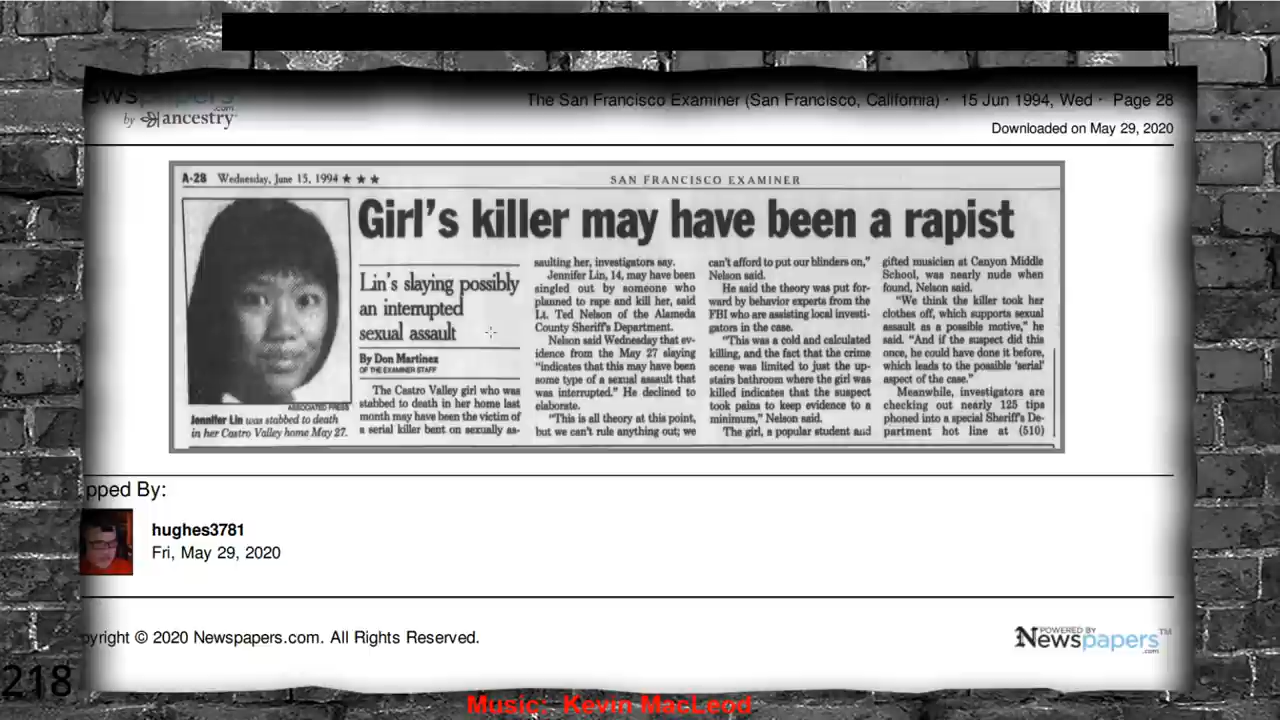 ewspapers
.com
by ancestry
The San Francisco Examiner (San Francisco, California) · 15 Jun 1994, Wed · Page 28
Downloaded on May 29, 2020
A-28 Wednesday, June 15, 1994 ★ ★ ★
SAN FRANCISCO EXAMINER
Girl's killer may have been a rapist
ASSOCIATED PRESS
Jennifer Lin was stabbed to death
in her Castro Valley home May 27.
Lin's slaying possibly
an interrupted
sexual assault
By Don Martinez
OF THE EXAMINER STAFF
The Castro Valley girl who was
stabbed to death in her home last
month may have been the victim of
a serial killer bent on sexually as-
saulting her, investigators say.
Jennifer Lin, 14, may have been
singled out by someone who
planned to rape and kill her, said
Lt. Ted Nelson of the Alameda
County Sheriff's Department.
Nelson said Wednesday that ev-
idence from the May 27 slaying
"indicates that this may have been
some type of a sexual assault that
was interrupted." He declined to
elaborate.
"This is all theory at this point,
but we can't rule anything out; we
can't afford to put our blinders on,"
Nelson said.
He said the theory was put for-
ward by behavior experts from the
FBI who are assisting local investi-
gators in the case.
"This was a cold and calculated
killing, and the fact that the crime
scene was limited to just the up-
stairs bathroom where the girl was
killed indicates that the suspect
took pains to keep evidence to a
minimum," Nelson said.
The girl, a popular student and
gifted musician at Canyon Middle
School, was nearly nude when
found, Nelson said.
"We think the killer took her
clothes off, which supports sexual
assault as a possible motive," he
said. "And if the suspect did this
once, he could have done it before,
which leads to the possible 'serial'
aspect of the case."
Meanwhile, investigators are
checking out nearly 125 tips
phoned into a special Sheriff's De-
partment hot line at (510)
pped By:
hughes3781
Fri, May 29, 2020
pyright © 2020 Newspapers.com. All Rights Reserved.
POWERED BY
Newspapers™
.com
218
Music: Kevin MacLeod